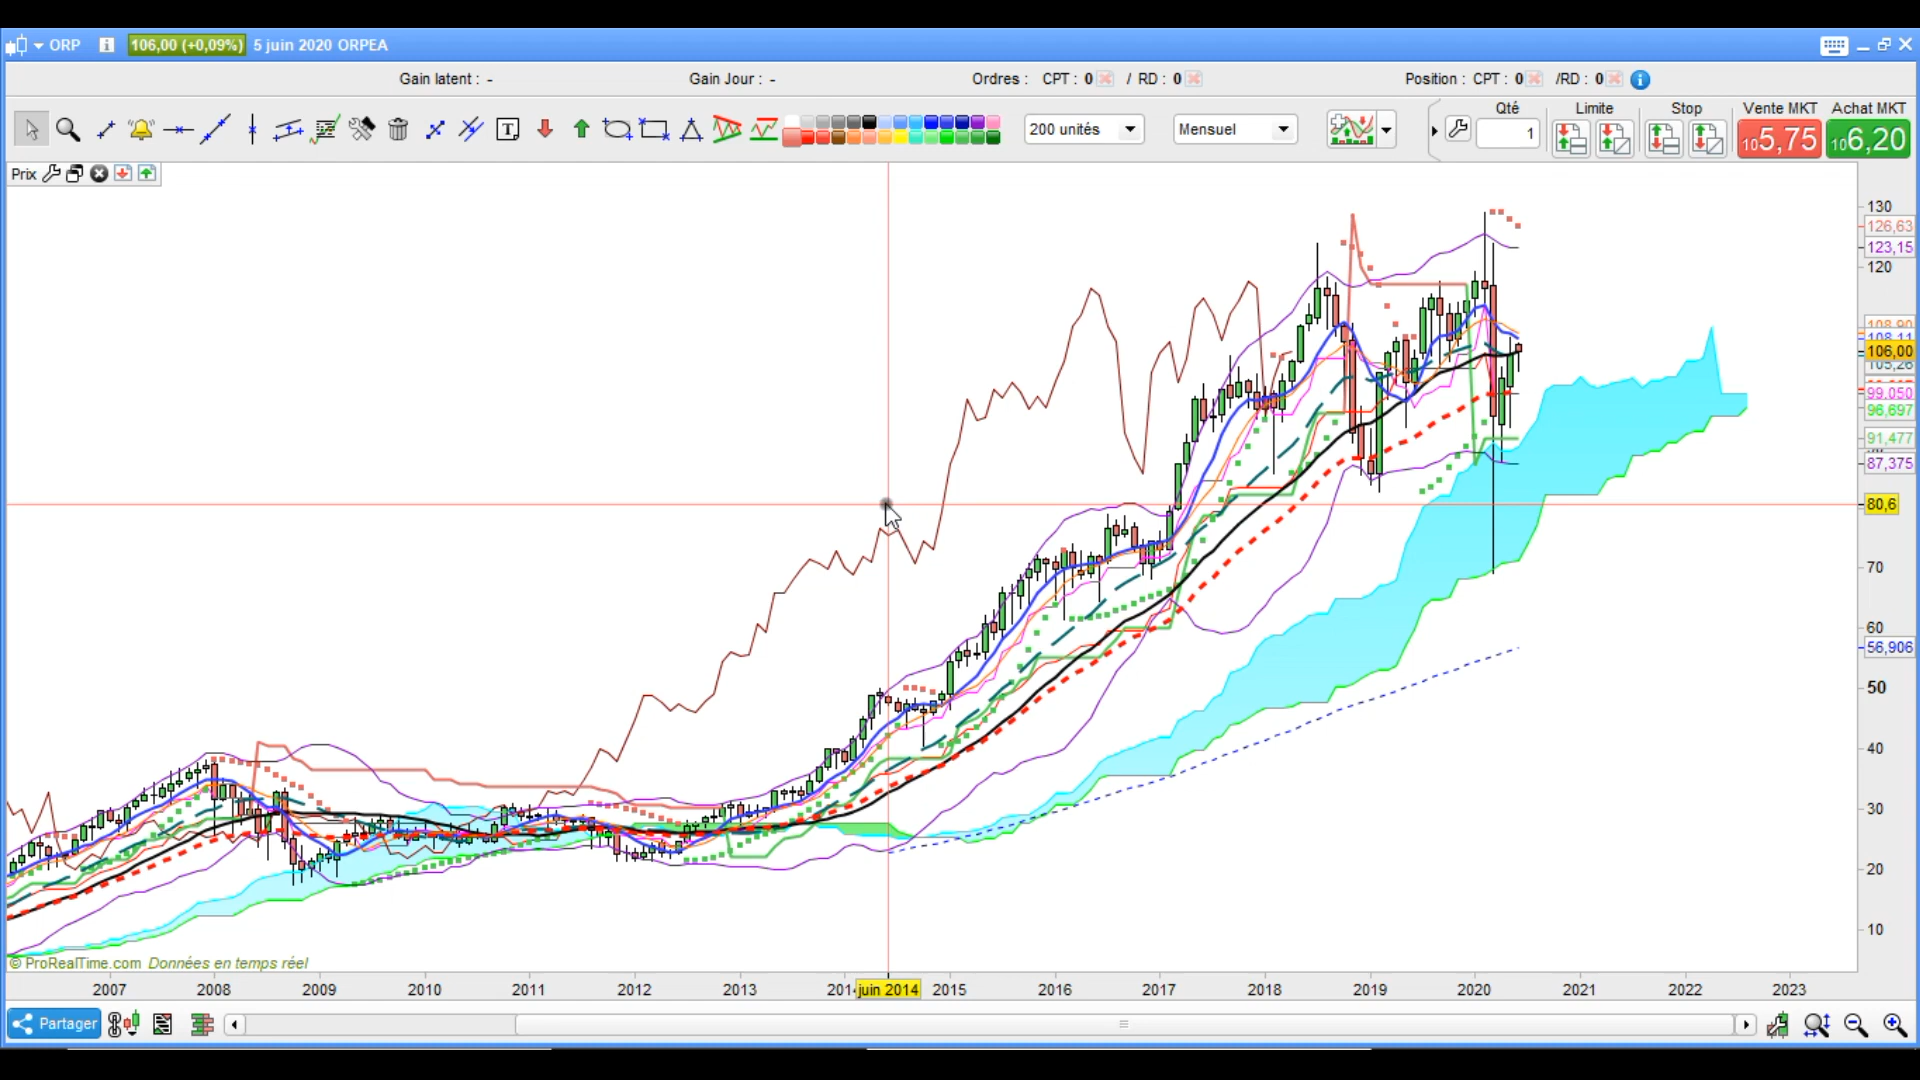 ORP 106,00 (+0,09%) 5 juin 2020 ORPEA
Gain latent : - Gain Jour : - Ordres : CPT : 0 / RD : 0 Position : CPT : 0 /RD : 0
Qté Limite Stop Vente MKT Achat MKT
200 unités Mensuel 1 105,75 106,20
Prix
130
126,63
123,15
120
108,11
106,00
105,26
99,050
96,697
91,477
87,375
80,6
70
60
56,906
50
40
30
20
10
© ProRealTime.com Données en temps réel
2007 2008 2009 2010 2011 2012 2013 juin 2014 2015 2016 2017 2018 2019 2020 2021 2022 2023
Partager